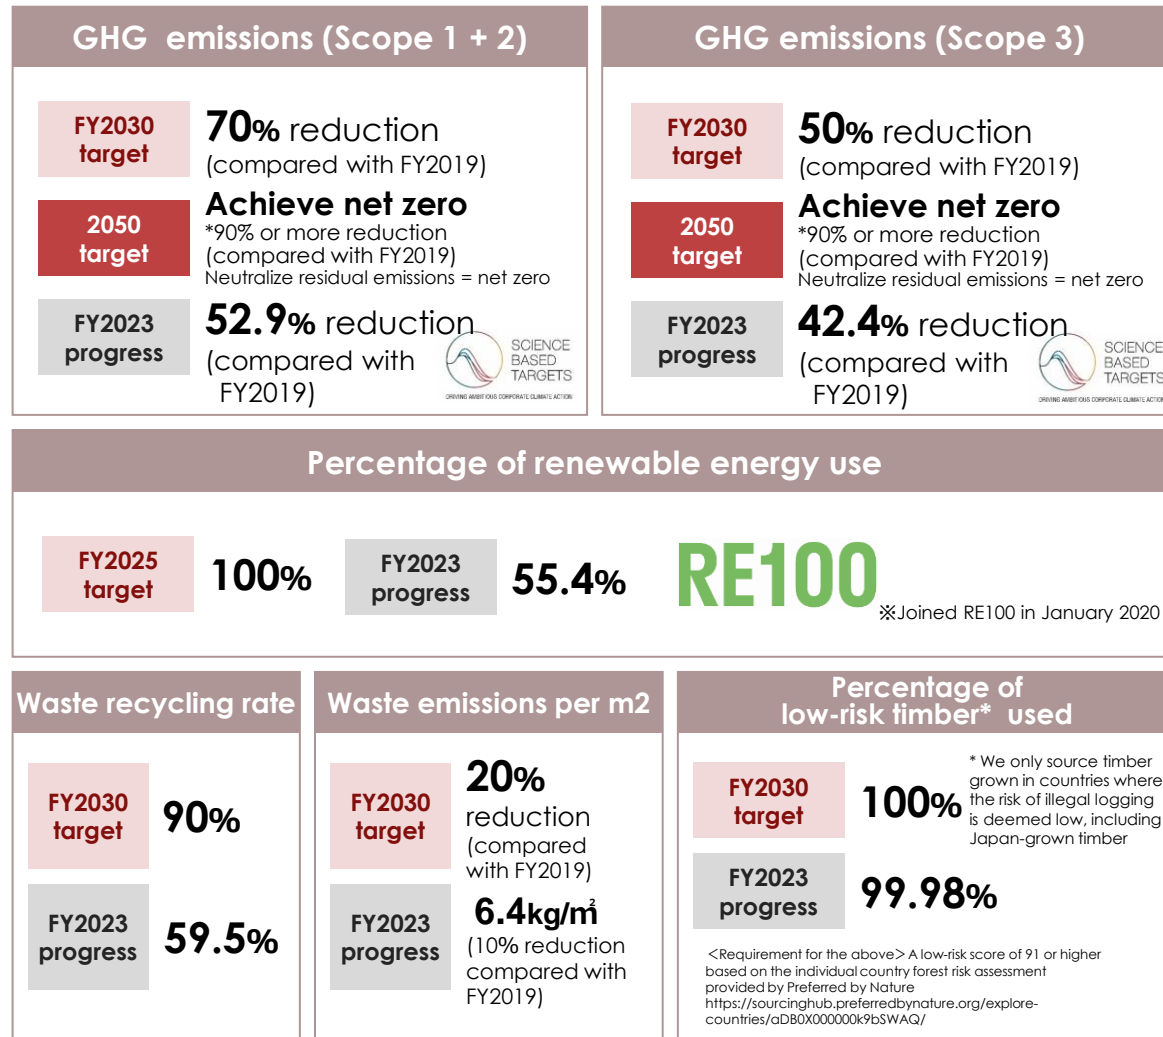 GHG emissions (Scope 1 + 2)
FY2030
target
70% reduction
(compared with FY2019)
2050
target
Achieve net zero
*90% or more reduction
(compared with FY2019)
Neutralize residual emissions = net zero
FY2023
progress
52.9% reduction
(compared with
FY2019)
SCIENCE
BASED
TARGETS
DRIVING AMBITIOUS CORPORATE CLIMATE ACTION
GHG emissions (Scope 3)
FY2030
target
50% reduction
(compared with FY2019)
2050
target
Achieve net zero
*90% or more reduction
(compared with FY2019)
Neutralize residual emissions = net zero
FY2023
progress
42.4% reduction
(compared with
FY2019)
SCIENCE
BASED
TARGETS
DRIVING AMBITIOUS CORPORATE CLIMATE ACTION
Percentage of renewable energy use
FY2025
target
100%
FY2023
progress
55.4%
RE100
※Joined RE100 in January 2020
Waste recycling rate
FY2030
target
90%
FY2023
progress
59.5%
Waste emissions per m2
FY2030
target
20%
reduction
(compared
with FY2019)
FY2023
progress
6.4kg/㎡
(10% reduction
compared with
FY2019)
Percentage of
low-risk timber* used
FY2030
target
100%
* We only source timber
grown in countries where
the risk of illegal logging
is deemed low, including
Japan-grown timber
FY2023
progress
99.98%
<Requirement for the above> A low-risk score of 91 or higher
based on the individual country forest risk assessment
provided by Preferred by Nature
https://sourcinghub.preferredbynature.org/explore-
countries/aDB0X000000k9bSWAQ/